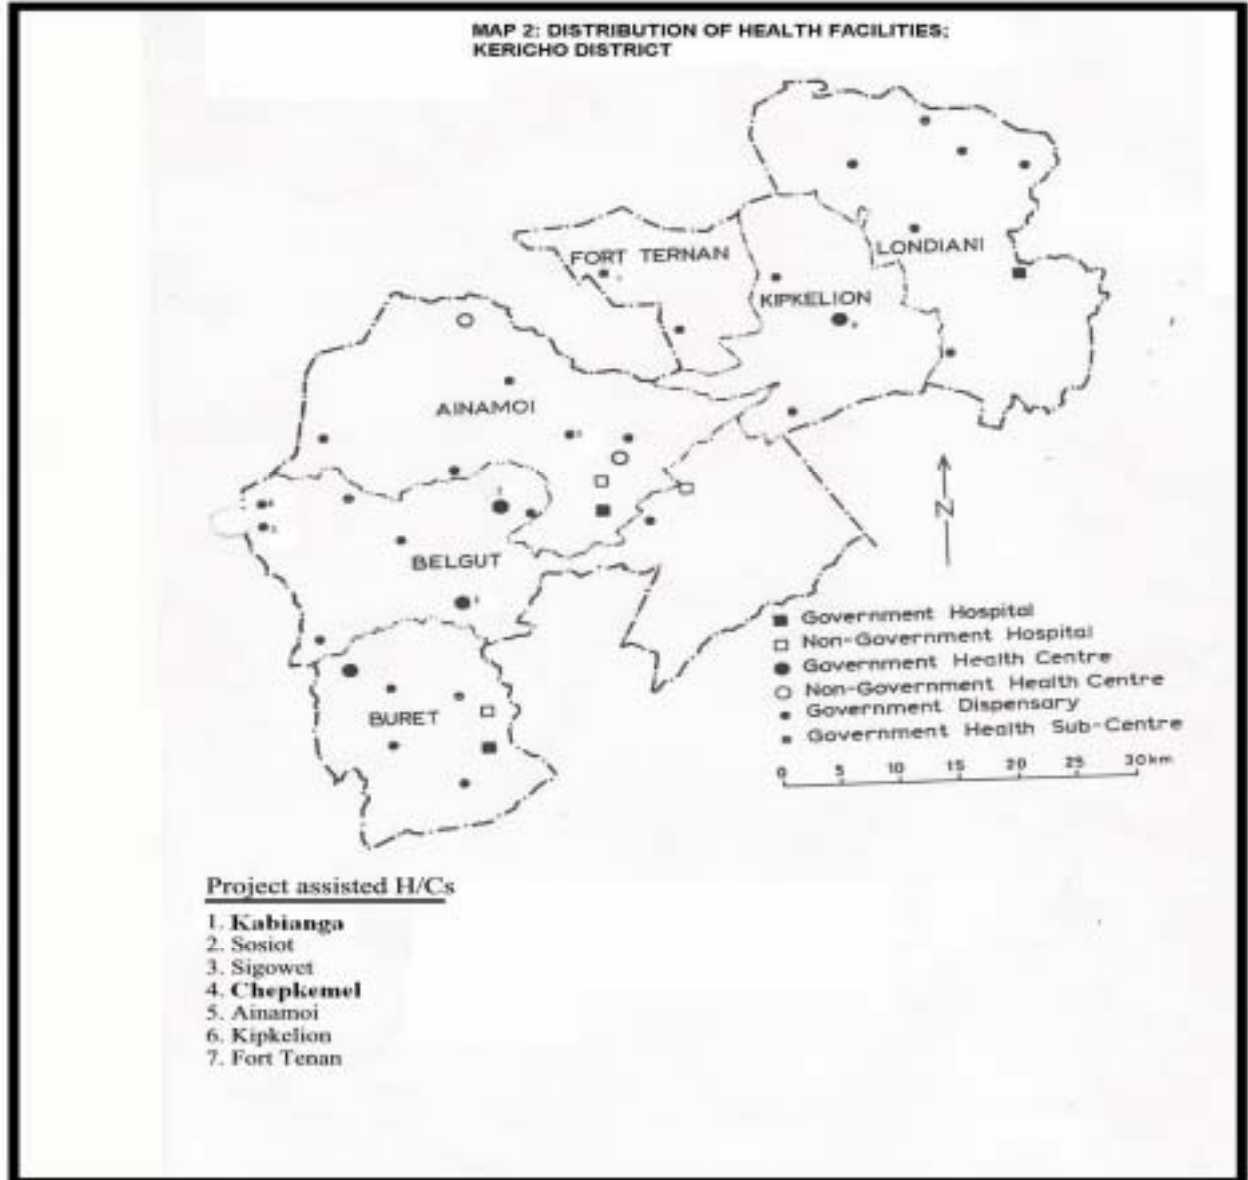 MAP 2: DISTRIBUTION OF HEALTH FACILITIES;
KERICHO DISTRICT
LONDIANI
FORT TERNAN
KIPKELION
AINAMOI
N
BELGUT
BURET
Government Hospital
Non-Government Hospital
Government Health Centre
Non-Government Health Centre
Government Dispensary
Government Health Sub-Centre
0 5 10 15 20 25 30km
Project assisted H/Cs
1. Kabianga
2. Sosiot
3. Sigowet
4. Chepkemel
5. Ainamoi
6. Kipkelion
7. Fort Tenan